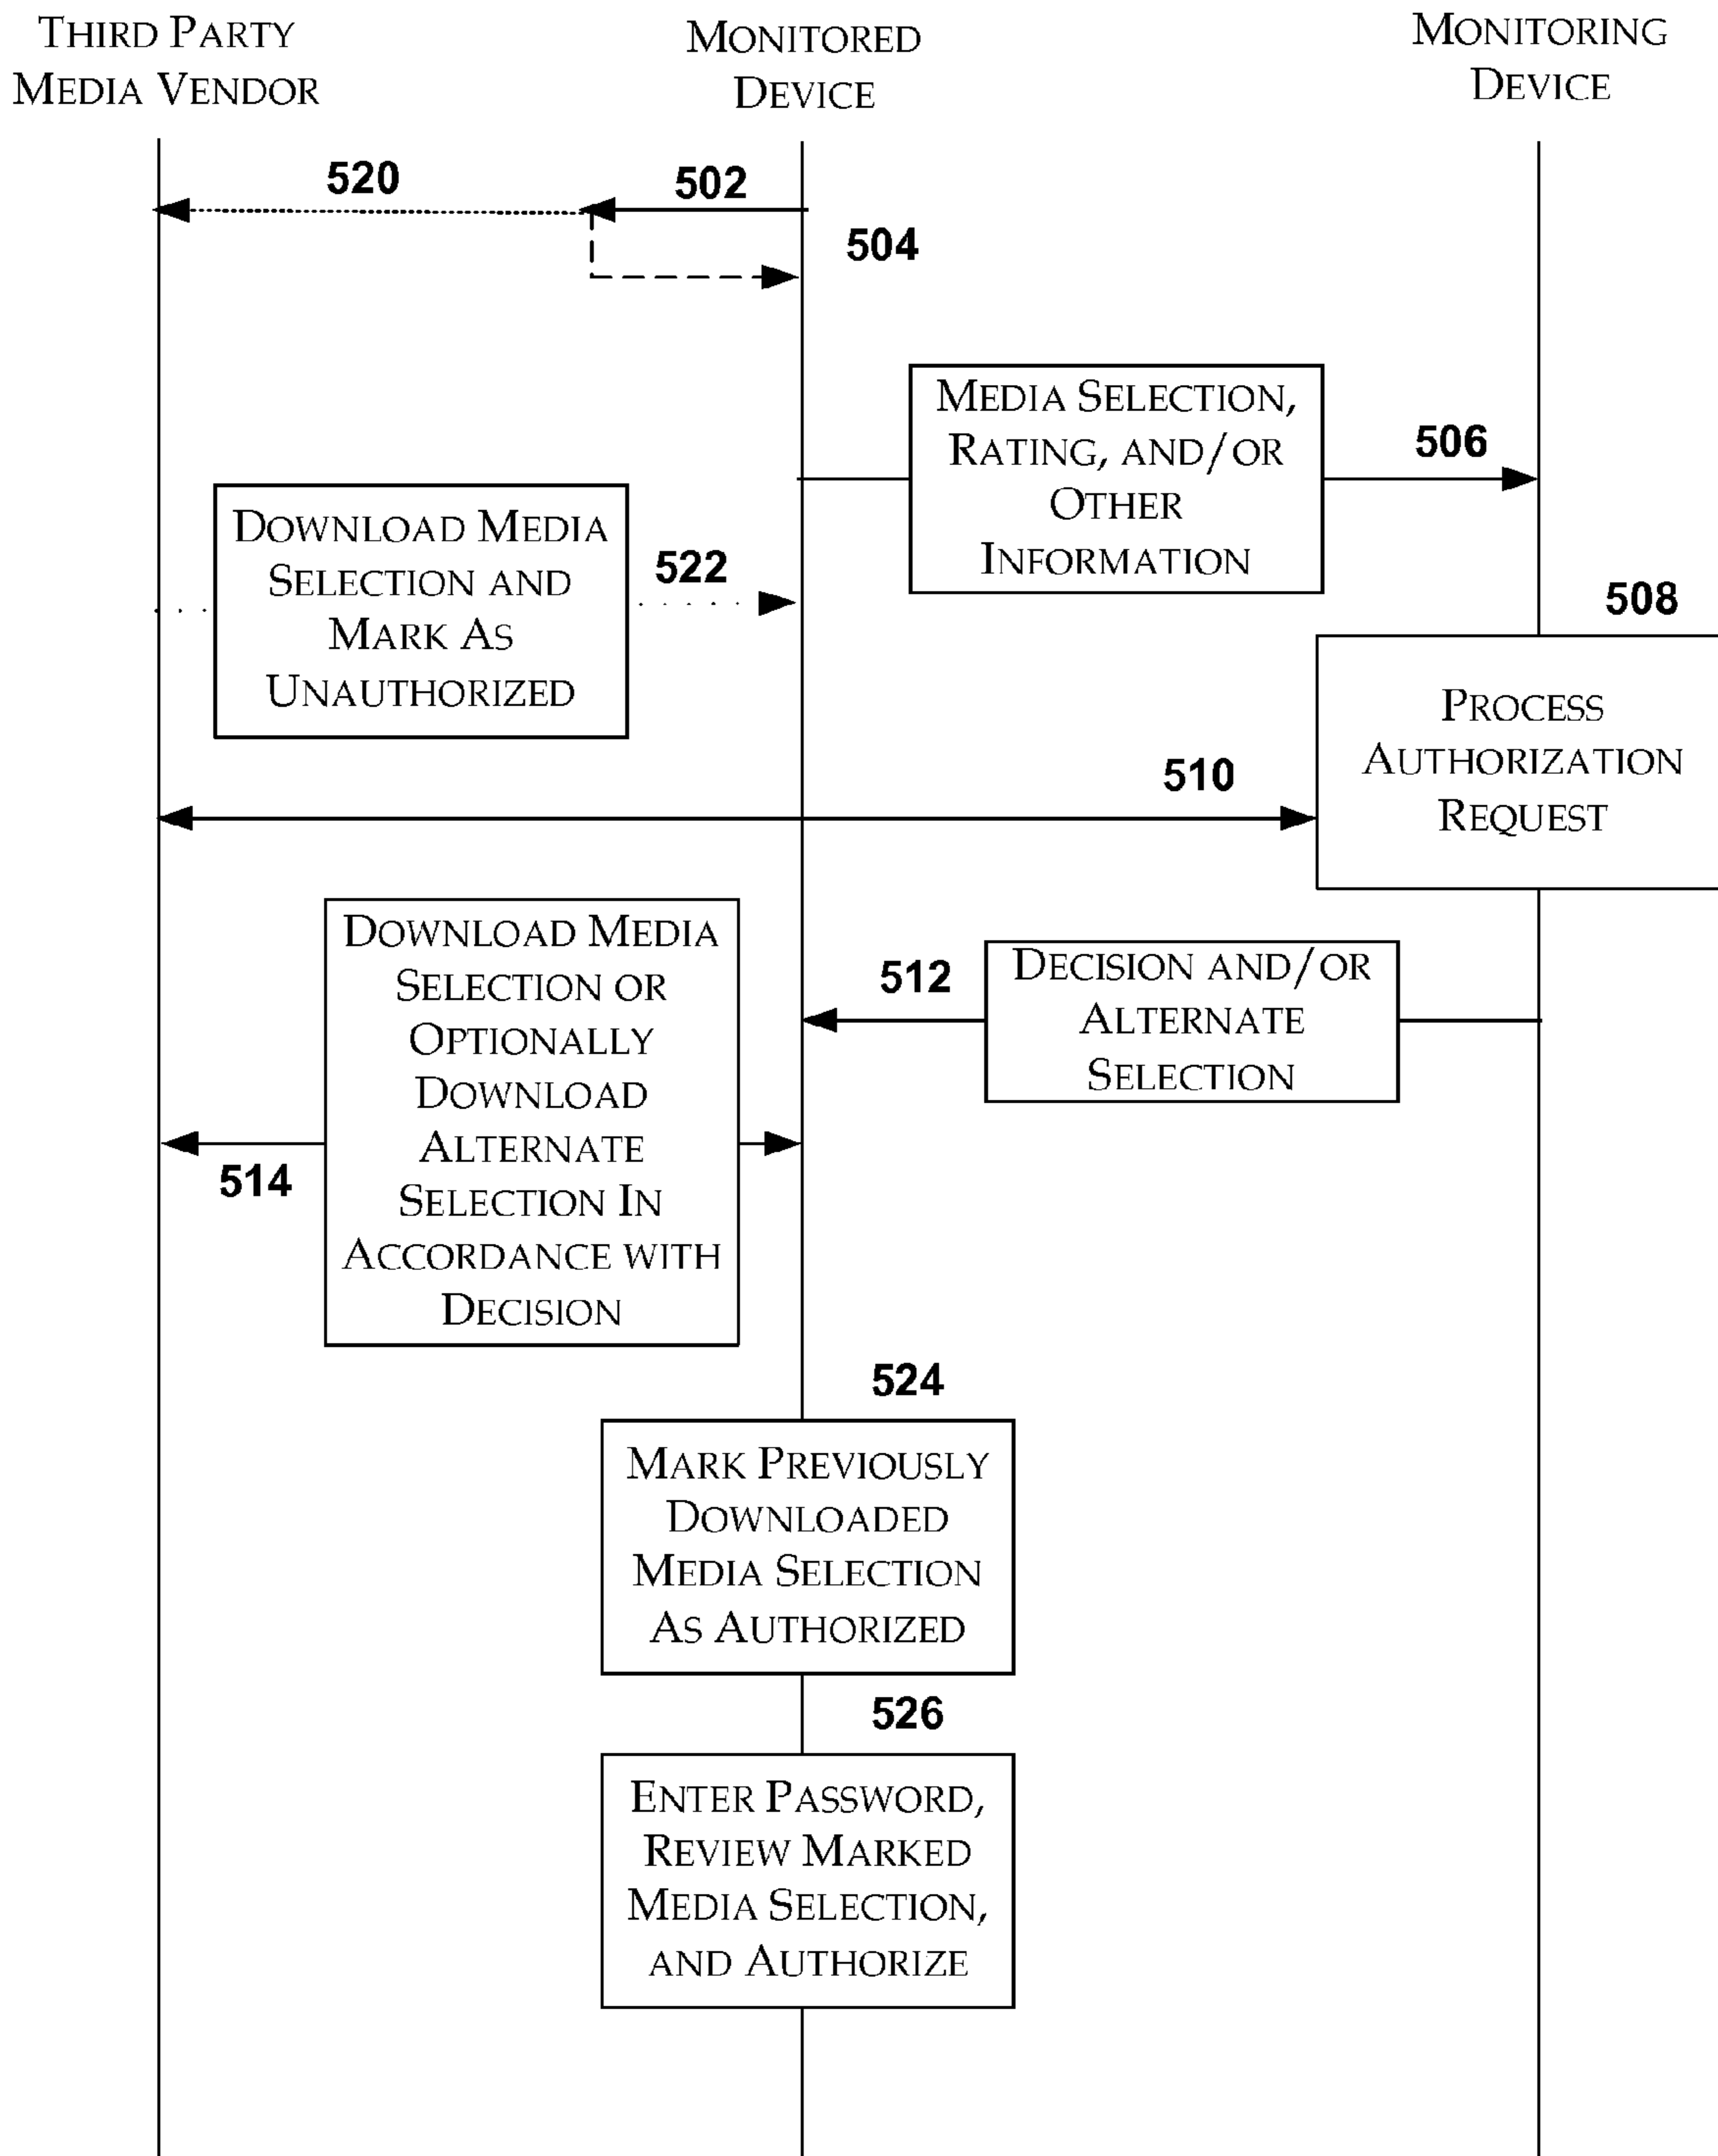 THIRD PARTY
MEDIA VENDOR
MONITORED
DEVICE
MONITORING
DEVICE
520
502
504
MEDIA SELECTION,
RATING, AND/OR
OTHER
INFORMATION
506
DOWNLOAD MEDIA
SELECTION AND
MARK AS
UNAUTHORIZED
522
508
PROCESS
AUTHORIZATION
REQUEST
510
DOWNLOAD MEDIA
SELECTION OR
OPTIONALLY
DOWNLOAD
ALTERNATE
SELECTION IN
ACCORDANCE WITH
DECISION
512
DECISION AND/OR
ALTERNATE
SELECTION
514
524
MARK PREVIOUSLY
DOWNLOADED
MEDIA SELECTION
AS AUTHORIZED
526
ENTER PASSWORD,
REVIEW MARKED
MEDIA SELECTION,
AND AUTHORIZE